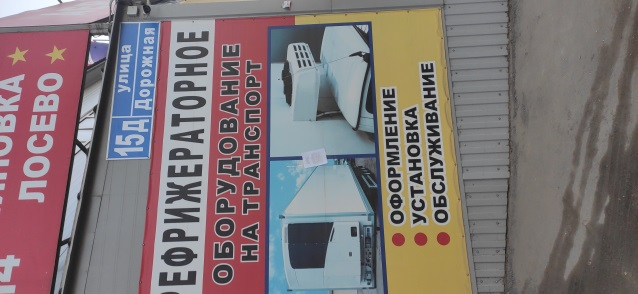 улица
Дорожная
15Д
РЕФРИЖЕРАТОРНОЕ
ОБОРУДОВАНИЕ
НА ТРАНСПОРТ
ОФОРМЛЕНИЕ
УСТАНОВКА
ОБСЛУЖИВАНИЕ
ЛОСЕВО